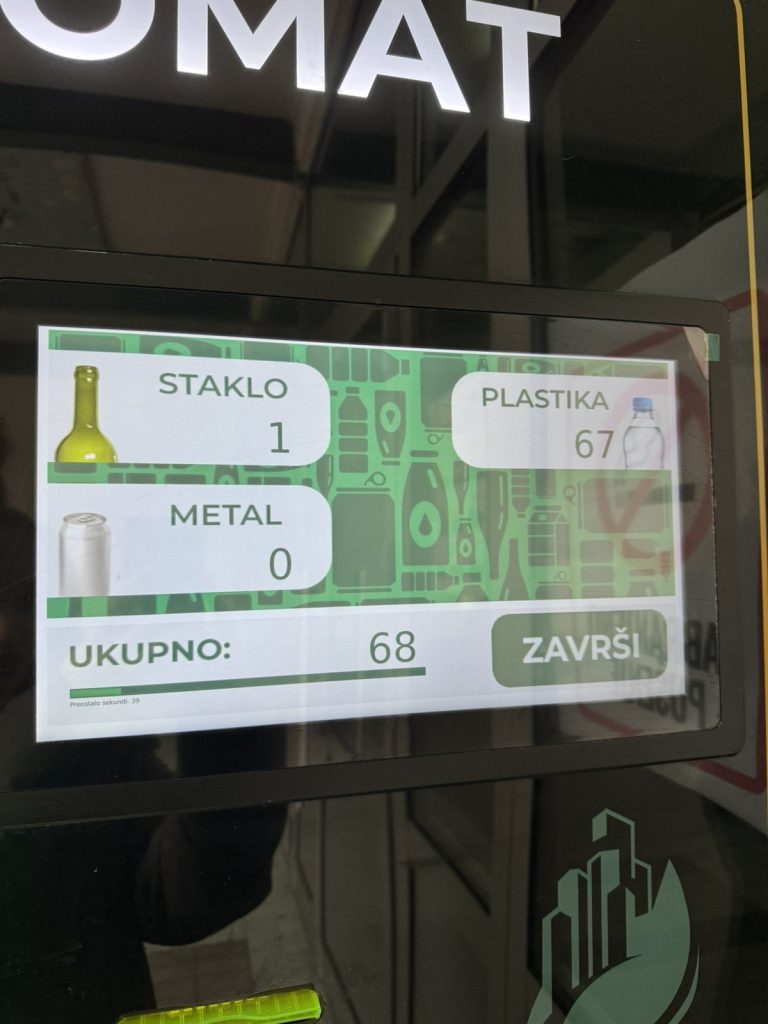 OMAT
STAKLO
1
PLASTIKA
67
METAL
0
UKUPNO:
68
ZAVRŠI
Preostalo sekundi: 39